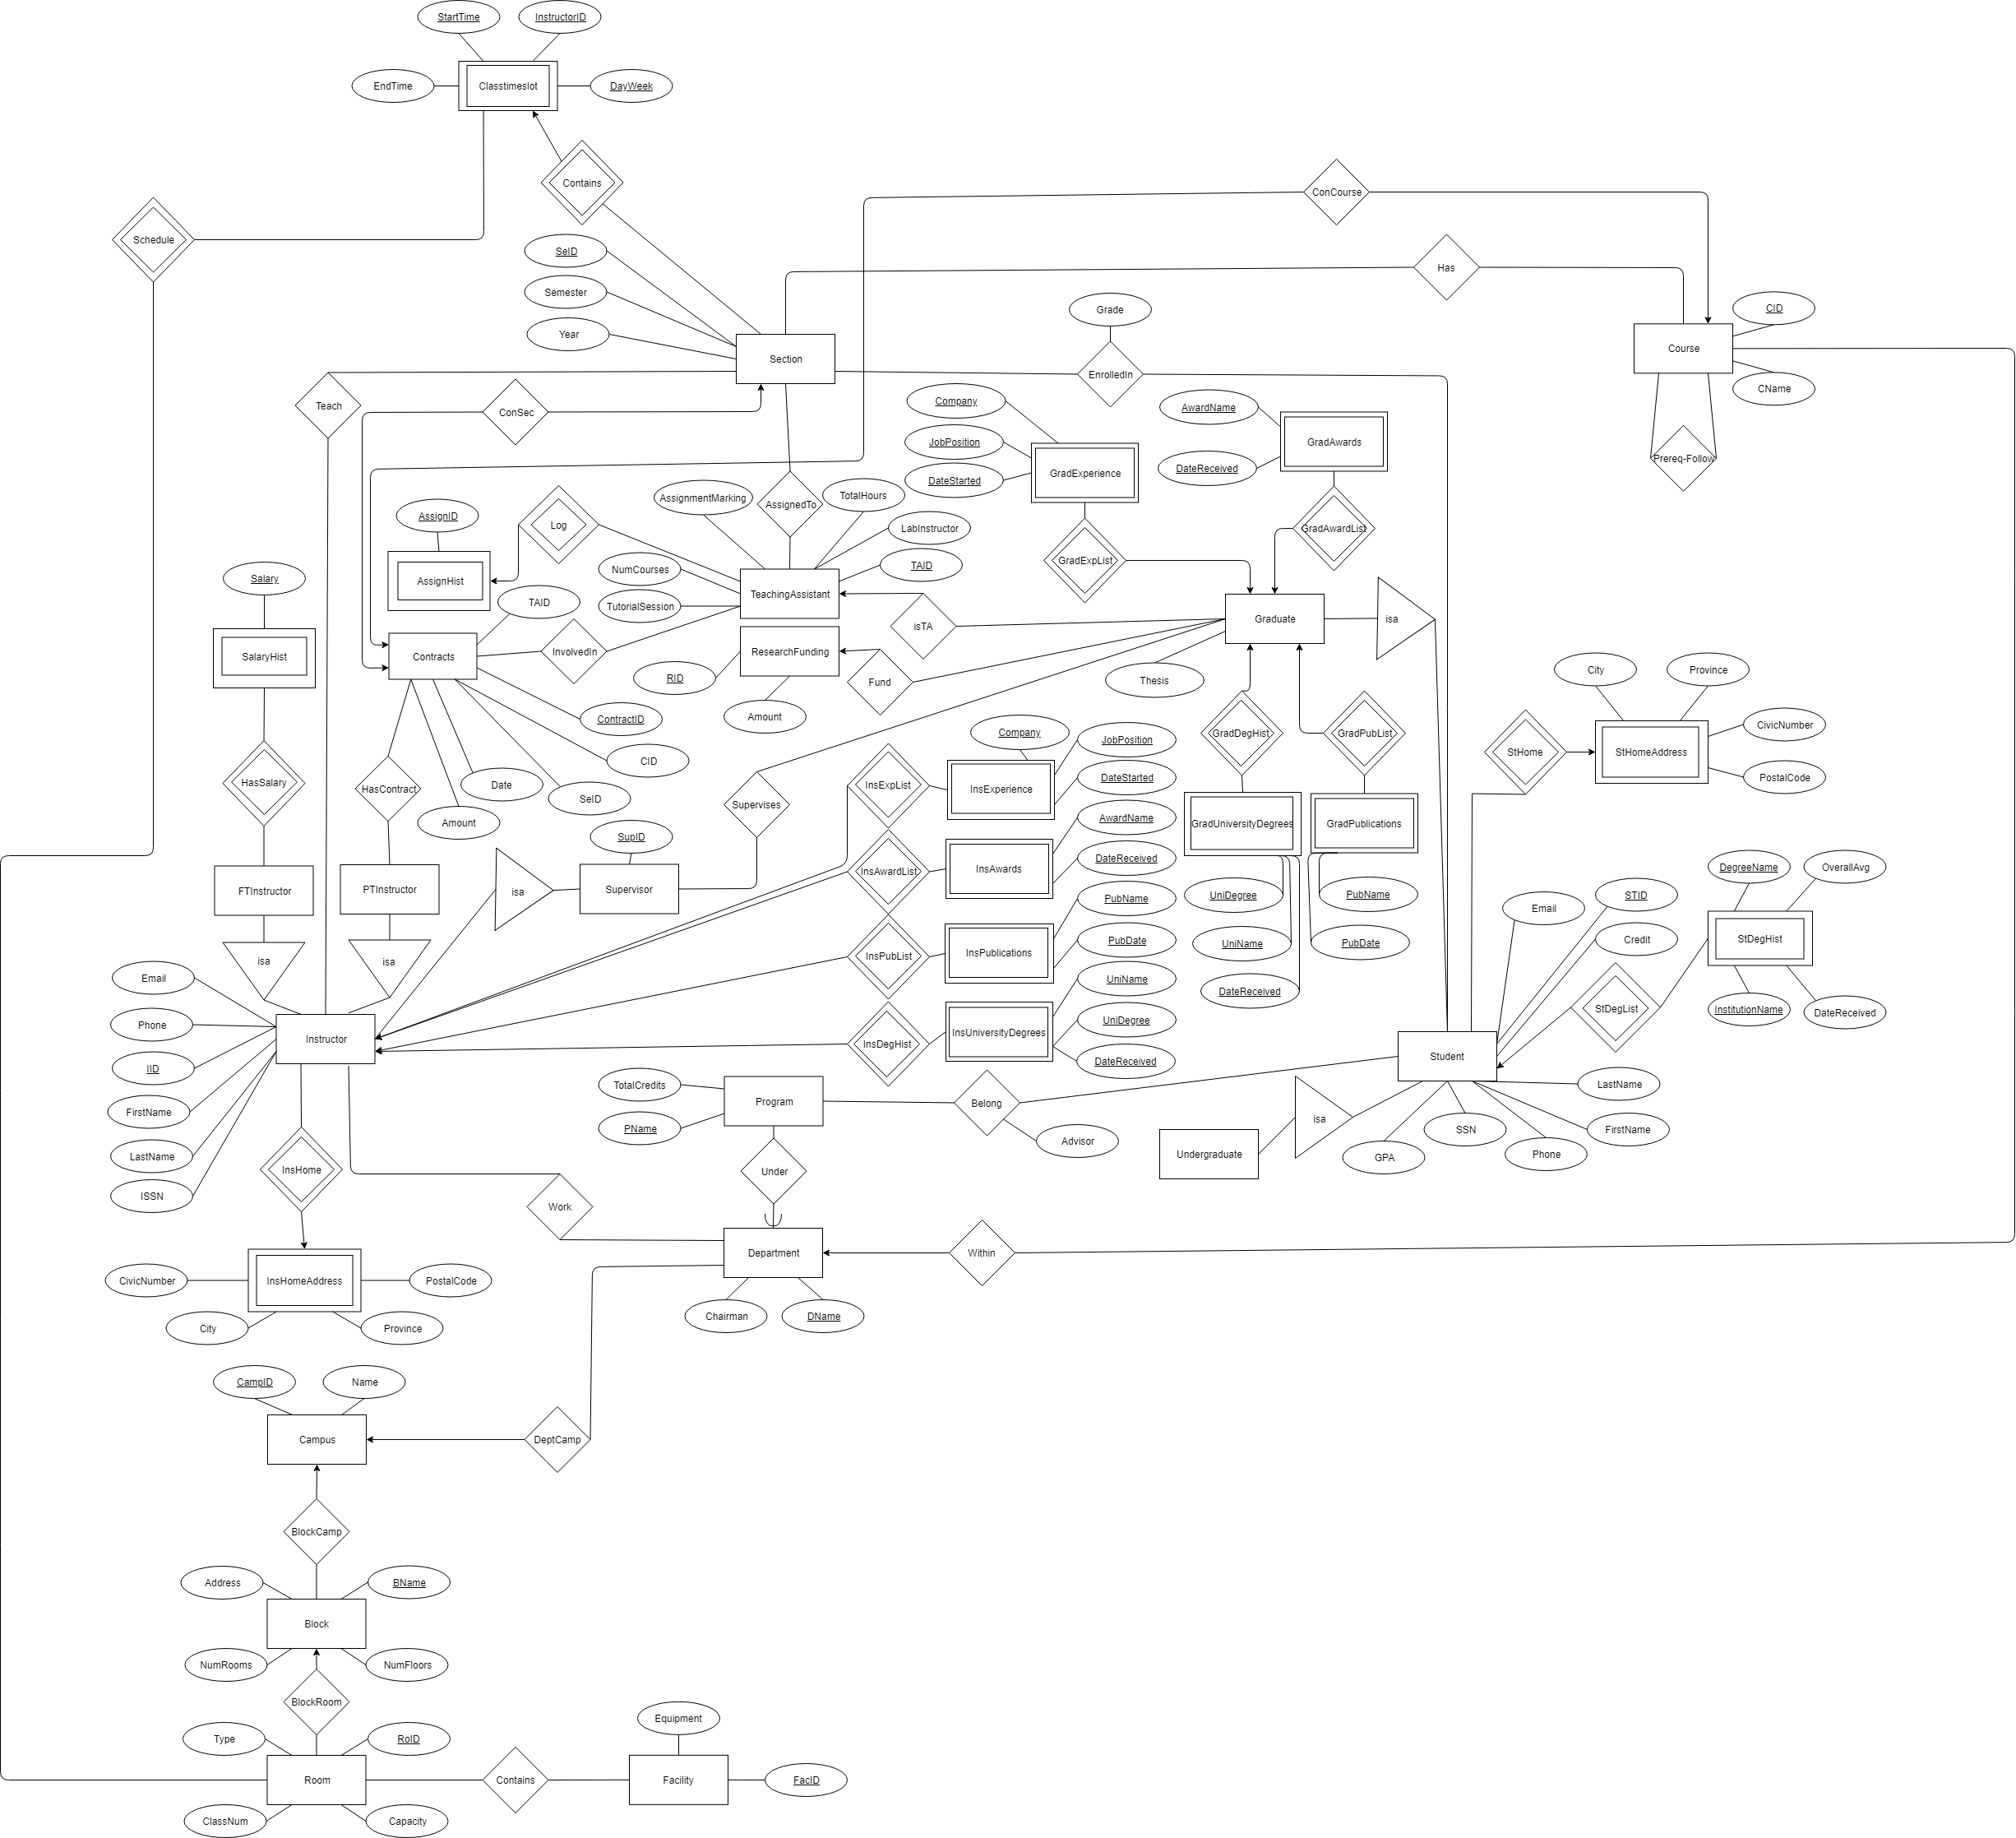 StartTime
InstructorID
EndTime
Classtimeslot
DayWeek
Contains
ConCourse
Schedule
SeID
Has
Semester
Grade
CID
Year
Section
Course
EnrolledIn
CName
Teach
ConSec
Company
AwardName
JobPosition
GradAwards
Prereq-Follow
DateReceived
GradExperience
DateStarted
AssignmentMarking
AssignedTo
TotalHours
AssignID
Log
LabInstructor
GradAwardList
GradExpList
TAID
NumCourses
AssignHist
Salary
TeachingAssistant
TAID
TutorialSession
Graduate
isa
isTA
InvolvedIn
ResearchFunding
SalaryHist
Contracts
City
Province
RID
Fund
Thesis
ContractID
Amount
CivicNumber
Company
JobPosition
GradDegHist
GradPubList
StHome
StHomeAddress
CID
HasSalary
HasContract
Date
InsExpList
InsExperience
DateStarted
PostalCode
SeID
Supervises
Amount
AwardName
GradUniversityDegrees
GradPublications
SupID
DateReceived
InsAwardList
InsAwards
DegreeName
OverallAvg
FTInstructor
PTInstructor
isa
Supervisor
UniDegree
PubName
STID
PubName
Email
Credit
StDegHist
PubDate
UniName
PubDate
isa
isa
InsPubList
InsPublications
Email
UniName
DateReceived
StDegList
InstitutionName
DateReceived
Phone
UniDegree
Instructor
InsDegHist
InsUniversityDegrees
Student
DateReceived
IID
TotalCredits
LastName
Program
Belong
FirstName
PName
isa
SSN
FirstName
Advisor
LastName
Undergraduate
GPA
Phone
InsHome
Under
ISSN
Work
Department
Within
CivicNumber
InsHomeAddress
PostalCode
Chairman
DName
City
Province
CampID
Name
Campus
DeptCamp
BlockCamp
Address
BName
Block
NumRooms
NumFloors
BlockRoom
Equipment
Type
RoID
Room
Contains
Facility
FacID
ClassNum
Capacity